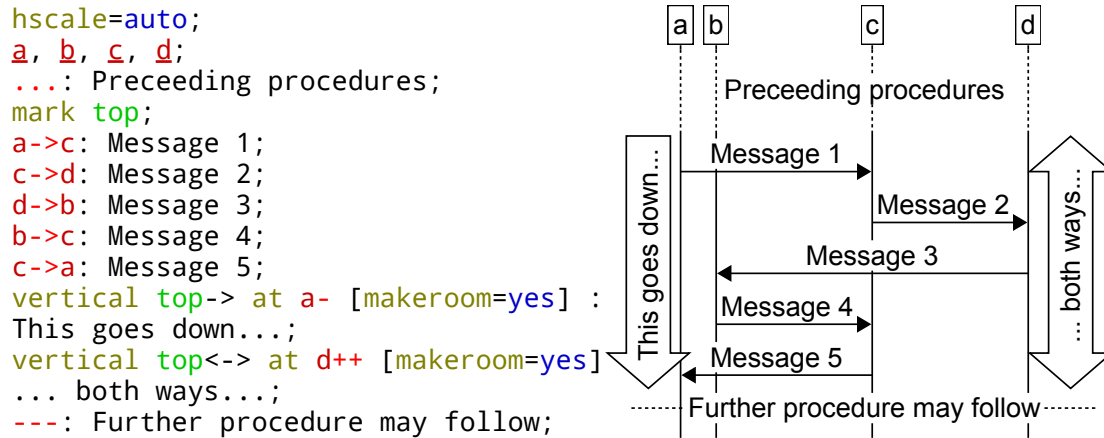 hscale=auto;
a, b, c, d;
...: Preceeding procedures;
mark top;
a->c: Message 1;
c->d: Message 2;
d->b: Message 3;
b->c: Message 4;
c->a: Message 5;
vertical top-> at a- [makeroom=yes] :
This goes down...;
vertical top<-> at d++ [makeroom=yes]
... both ways...;
---: Further procedure may follow;
a b c d
Preceeding procedures
This goes down...
Message 1
Message 2
Message 3
Message 4
Message 5
... both ways...
Further procedure may follow